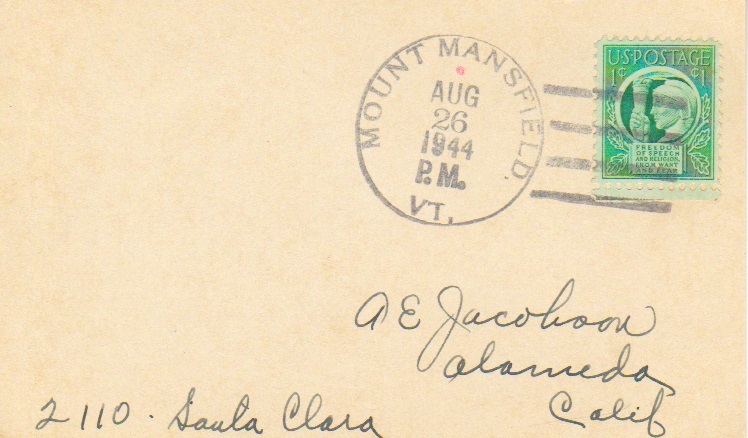 MOUNT MANSFIELD.
AUG
26
1944
P.M.
VT.
U.S. POSTAGE
1¢ ¢1
FREEDOM
OF SPEECH
AND RELIGION,
FROM WANT
AND FEAR
A E Jacobson
Alameda
Calif
2110 · Santa Clara